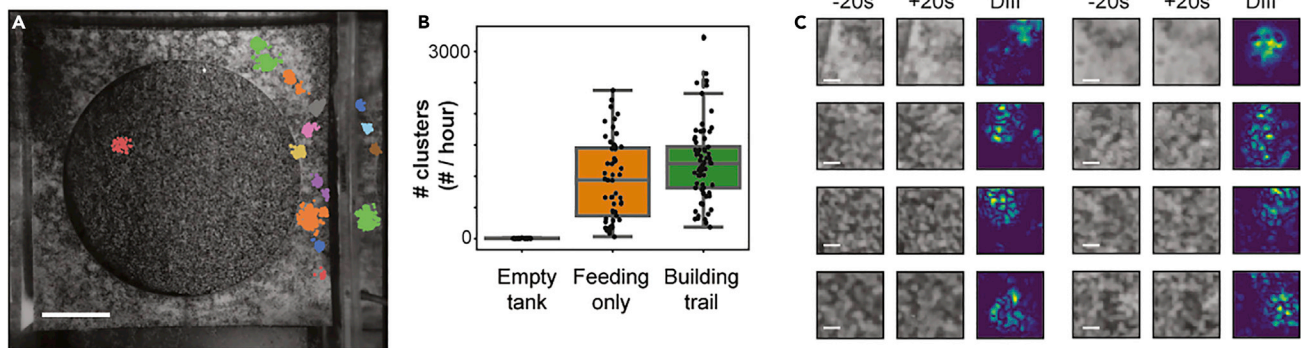 A
B
# clusters
(# / hour)
3000
0
Empty
tank
Feeding
only
Building
trail
C
-20s +20s Diff -20s +20s Diff